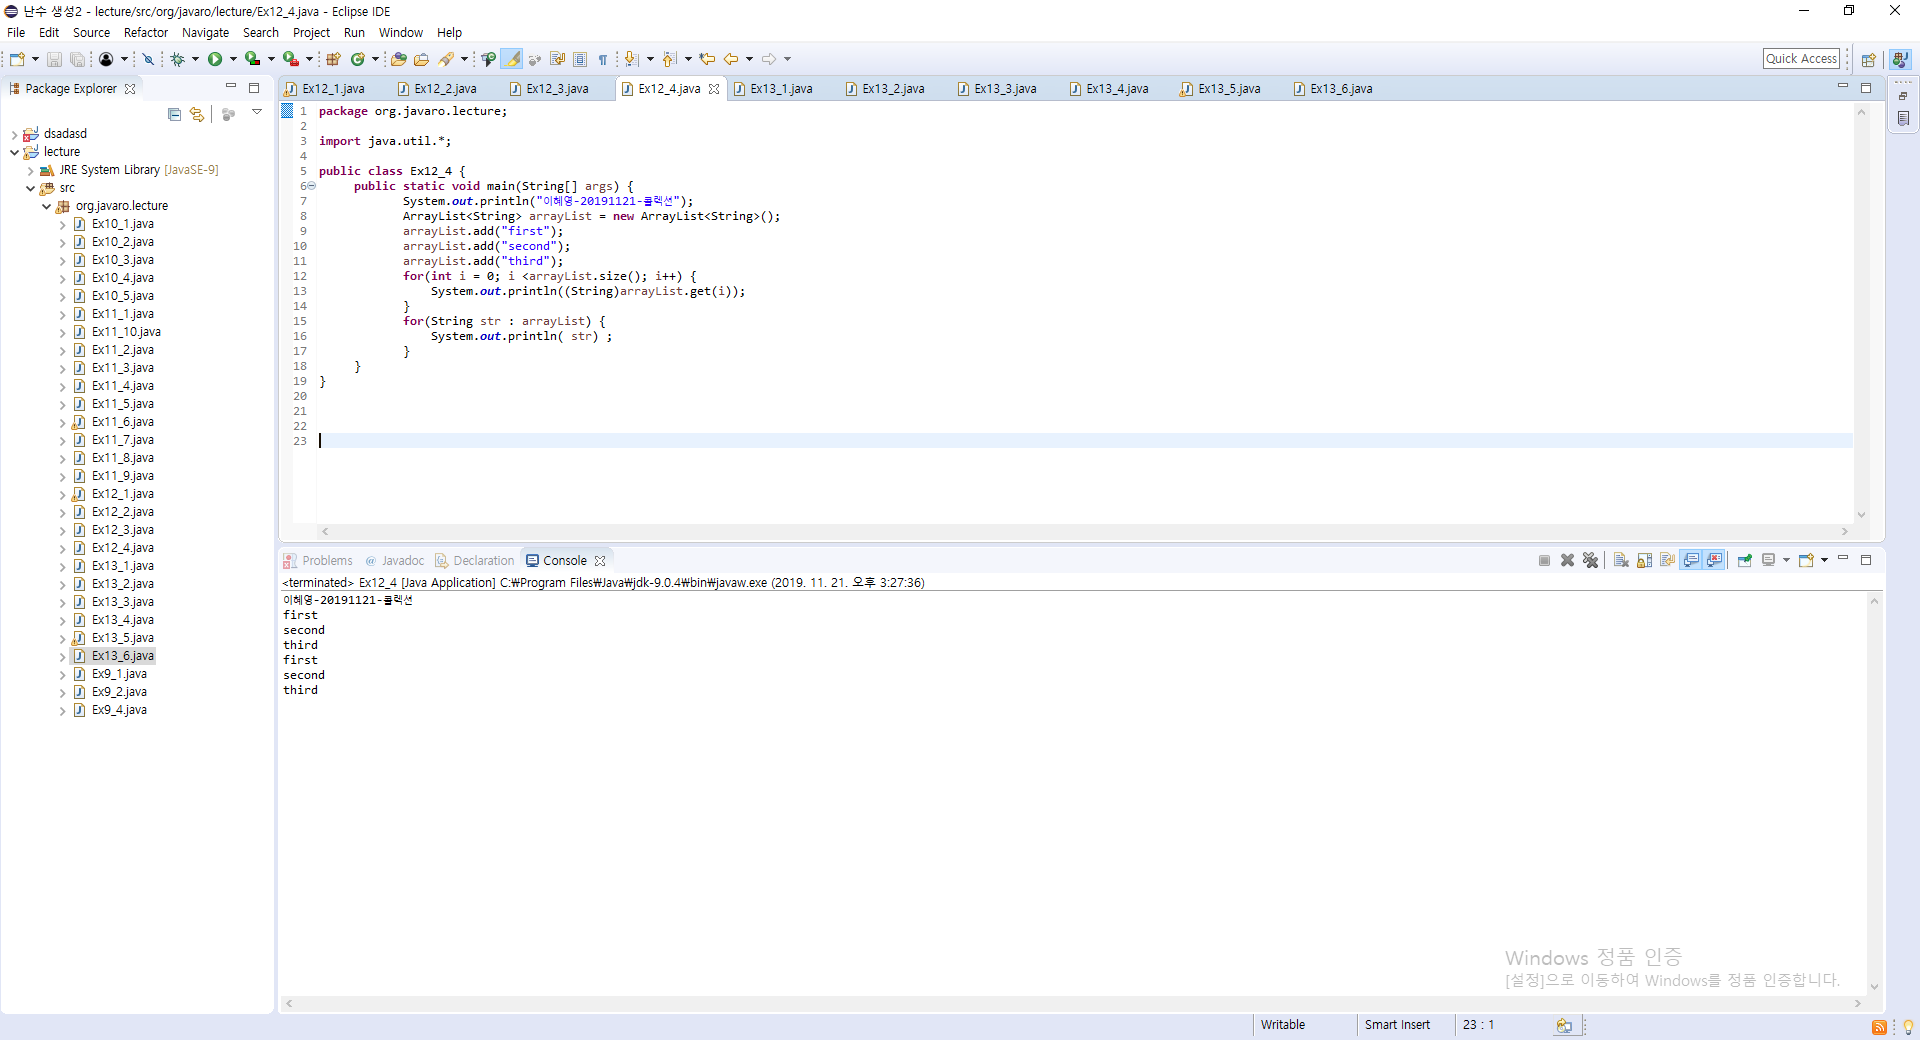 난수 생성2 - lecture/src/org/javaro/lecture/Ex12_4.java - Eclipse IDE
File Edit Source Refactor Navigate Search Project Run Window Help
Quick Access
Package Explorer
dsadasd
lecture
JRE System Library [JavaSE-9]
src
org.javaro.lecture
Ex10_1.java
Ex10_2.java
Ex10_3.java
Ex10_4.java
Ex10_5.java
Ex11_1.java
Ex11_10.java
Ex11_2.java
Ex11_3.java
Ex11_4.java
Ex11_5.java
Ex11_6.java
Ex11_7.java
Ex11_8.java
Ex11_9.java
Ex12_1.java
Ex12_2.java
Ex12_3.java
Ex12_4.java
Ex13_1.java
Ex13_2.java
Ex13_3.java
Ex13_4.java
Ex13_5.java
Ex13_6.java
Ex9_1.java
Ex9_2.java
Ex9_4.java
Ex12_1.java Ex12_2.java Ex12_3.java Ex12_4.java Ex13_1.java Ex13_2.java Ex13_3.java Ex13_4.java Ex13_5.java Ex13_6.java
1 package org.javaro.lecture;
2
3 import java.util.*;
4
5 public class Ex12_4 {
6 public static void main(String[] args) {
7 System.out.println("이혜영-20191121-콜렉션");
8 ArrayList<String> arrayList = new ArrayList<String>();
9 arrayList.add("first");
10 arrayList.add("second");
11 arrayList.add("third");
12 for(int i = 0; i <arrayList.size(); i++) {
13 System.out.println((String)arrayList.get(i));
14 }
15 for(String str : arrayList) {
16 System.out.println( str) ;
17 }
18 }
19 }
20
21
22
23
Problems @ Javadoc Declaration Console
<terminated> Ex12_4 [Java Application] C:₩Program Files₩Java₩jdk-9.0.4₩bin₩javaw.exe (2019. 11. 21. 오후 3:27:36)
이혜영-20191121-콜렉션
first
second
third
first
second
third
Windows 정품 인증
[설정]으로 이동하여 Windows를 정품 인증합니다.
Writable Smart Insert 23 : 1